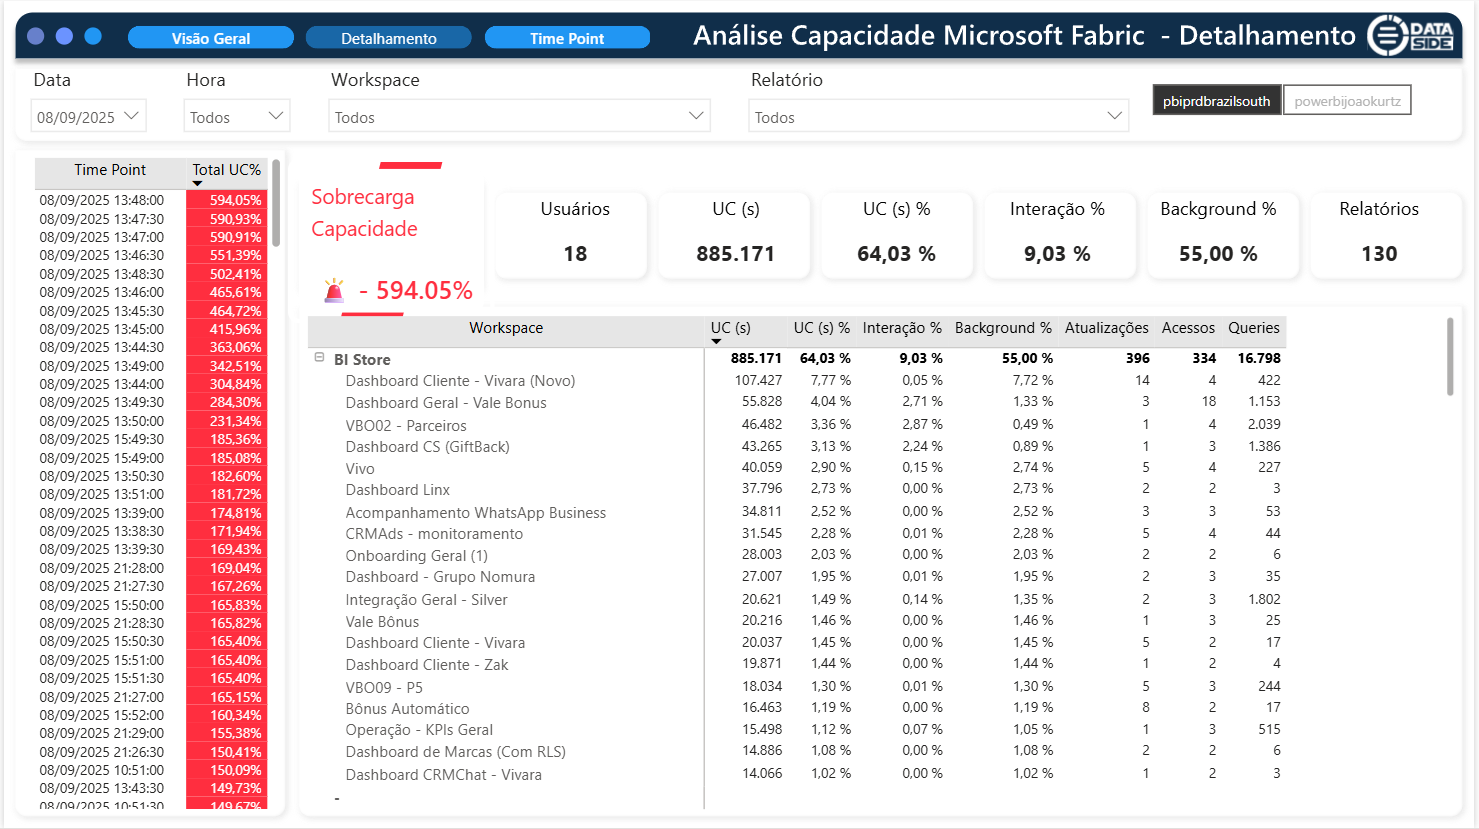 Visão Geral
Detalhamento
Time Point
Análise Capacidade Microsoft Fabric - Detalhamento
DATA
SIDE
Data
Hora
Workspace
Relatório
08/09/2025
Todos
Todos
Todos
pbiprdbrazilsouth
powerbijoaokurtz
Time Point Total UC%
08/09/2025 13:48:00 594,05%
08/09/2025 13:47:30 590,93%
08/09/2025 13:47:00 590,91%
08/09/2025 13:46:30 551,39%
08/09/2025 13:48:30 502,41%
08/09/2025 13:46:00 465,61%
08/09/2025 13:45:30 464,72%
08/09/2025 13:45:00 415,96%
08/09/2025 13:44:30 363,06%
08/09/2025 13:49:00 342,51%
08/09/2025 13:44:00 304,84%
08/09/2025 13:49:30 284,30%
08/09/2025 13:50:00 231,34%
08/09/2025 15:49:30 185,36%
08/09/2025 15:49:00 185,08%
08/09/2025 13:50:30 182,60%
08/09/2025 13:51:00 181,72%
08/09/2025 13:39:00 174,81%
08/09/2025 13:38:30 171,94%
08/09/2025 13:39:30 169,43%
08/09/2025 21:28:00 169,04%
08/09/2025 21:27:30 167,26%
08/09/2025 15:50:00 165,83%
08/09/2025 21:28:30 165,82%
08/09/2025 15:50:30 165,40%
08/09/2025 15:51:00 165,40%
08/09/2025 15:51:30 165,40%
08/09/2025 21:27:00 165,15%
08/09/2025 15:52:00 160,34%
08/09/2025 21:29:00 155,38%
08/09/2025 21:26:30 150,41%
08/09/2025 10:51:00 150,09%
08/09/2025 13:43:30 149,73%
08/09/2025 10:51:30 149,67%
Sobrecarga
Capacidade
- 594.05%
Usuários
18
UC (s)
885.171
UC (s) %
64,03 %
Interação %
9,03 %
Background %
55,00 %
Relatórios
130
Workspace UC (s) UC (s) % Interação % Background % Atualizações Acessos Queries
BI Store 885.171 64,03 % 9,03 % 55,00 % 396 334 16.798
Dashboard Cliente - Vivara (Novo) 107.427 7,77 % 0,05 % 7,72 % 14 4 422
Dashboard Geral - Vale Bonus 55.828 4,04 % 2,71 % 1,33 % 3 18 1.153
VBO02 - Parceiros 46.482 3,36 % 2,87 % 0,49 % 1 4 2.039
Dashboard CS (GiftBack) 43.265 3,13 % 2,24 % 0,89 % 1 3 1.386
Vivo 40.059 2,90 % 0,15 % 2,74 % 5 4 227
Dashboard Linx 37.796 2,73 % 0,00 % 2,73 % 2 2 3
Acompanhamento WhatsApp Business 34.811 2,52 % 0,00 % 2,52 % 3 3 53
CRMAds - monitoramento 31.545 2,28 % 0,01 % 2,28 % 5 4 44
Onboarding Geral (1) 28.003 2,03 % 0,00 % 2,03 % 2 2 6
Dashboard - Grupo Nomura 27.007 1,95 % 0,01 % 1,95 % 2 3 35
Integração Geral - Silver 20.621 1,49 % 0,14 % 1,35 % 2 3 1.802
Vale Bônus 20.216 1,46 % 0,00 % 1,46 % 1 3 25
Dashboard Cliente - Vivara 20.037 1,45 % 0,00 % 1,45 % 5 2 17
Dashboard Cliente - Zak 19.871 1,44 % 0,00 % 1,44 % 1 2 4
VBO09 - P5 18.034 1,30 % 0,01 % 1,30 % 5 3 244
Bônus Automático 16.463 1,19 % 0,00 % 1,19 % 8 2 17
Operação - KPIs Geral 15.498 1,12 % 0,07 % 1,05 % 1 3 515
Dashboard de Marcas (Com RLS) 14.886 1,08 % 0,00 % 1,08 % 2 2 6
Dashboard CRMChat - Vivara 14.066 1,02 % 0,00 % 1,02 % 1 2 3
-